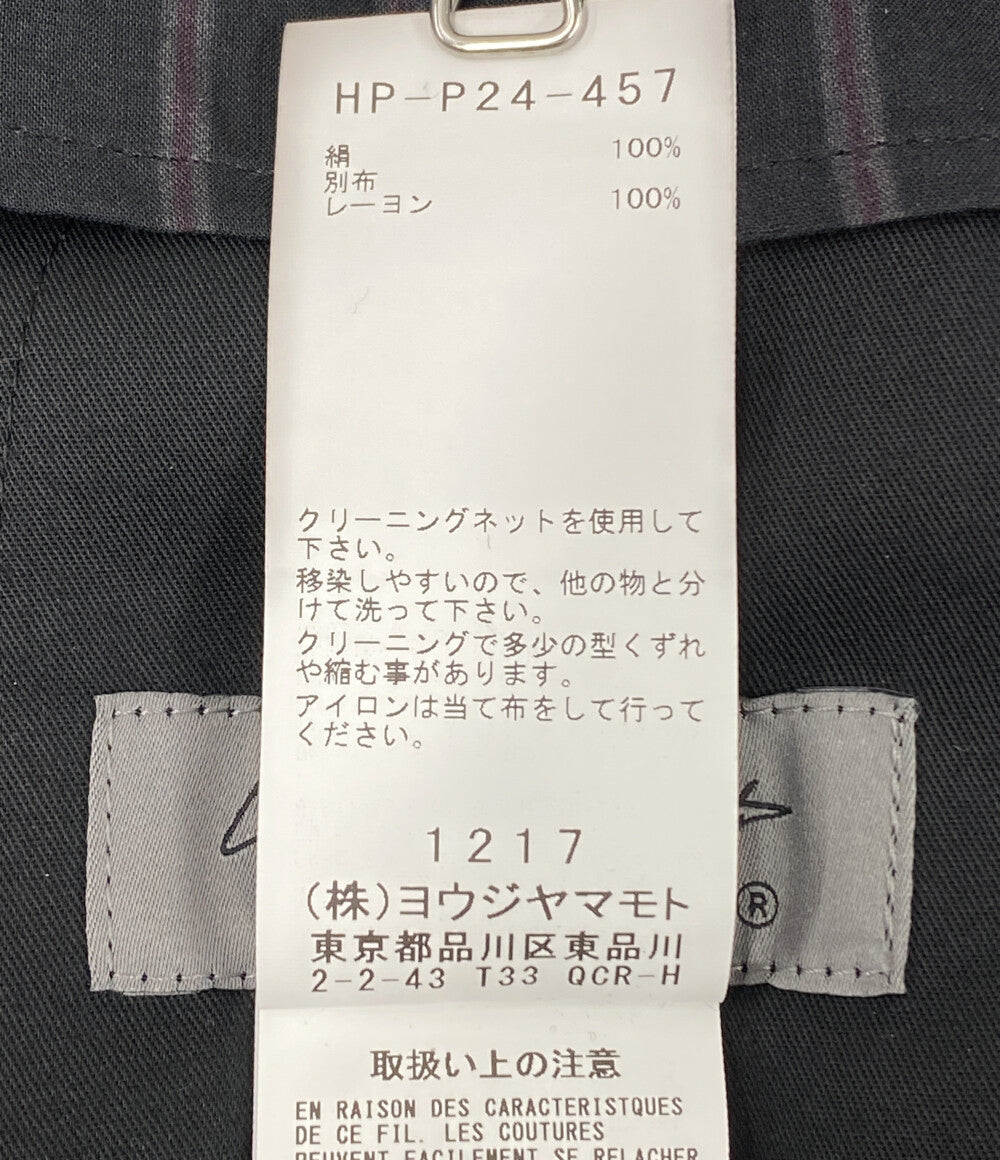 HP-P24-457
絹 100%
別布
レーヨン 100%
クリーニングネットを使用して
下さい。
移染しやすいので、他の物と分
けて洗って下さい。
クリーニングで多少の型くずれ
や縮む事があります。
アイロンは当て布をして行って
ください。
1217
(株)ヨウジヤマモト
®
東京都品川区東品川
2-2-43 T33 QCR-H
取扱い上の注意
EN RAISON DES CARACTERISTQUES
DE CE FIL. LES COUTURES
PEUVENT FACILEMENT SE RELACHER